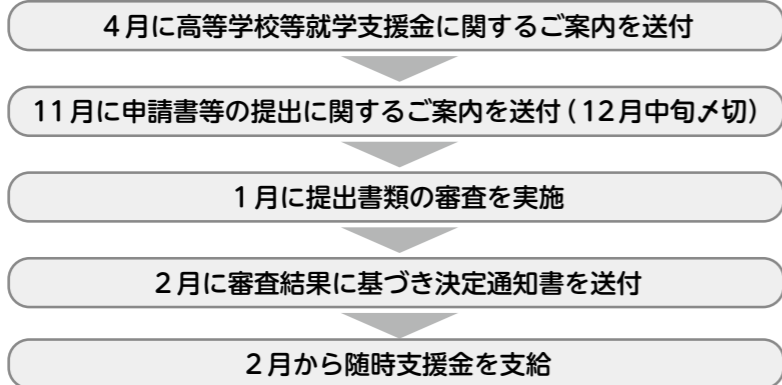 4月に高等学校等就学支援金に関するご案内を送付
11月に申請書等の提出に関するご案内を送付(12月中旬〆切)
1月に提出書類の審査を実施
2月に審査結果に基づき決定通知書を送付
2月から随時支援金を支給